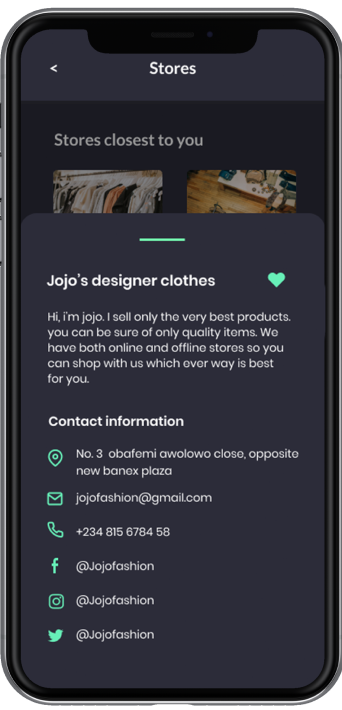 < Stores
Stores closest to you
Jojo's designer clothes
Hi, i'm jojo. I sell only the very best products.
you can be sure of only quality items. We
have both online and offline stores so you
can shop with us which ever way is best
for you.
Contact information
No. 3 obafemi awolowo close, opposite
new banex plaza
jojofashion@gmail.com
+234 815 6784 58
@Jojofashion
@Jojofashion
@Jojofashion